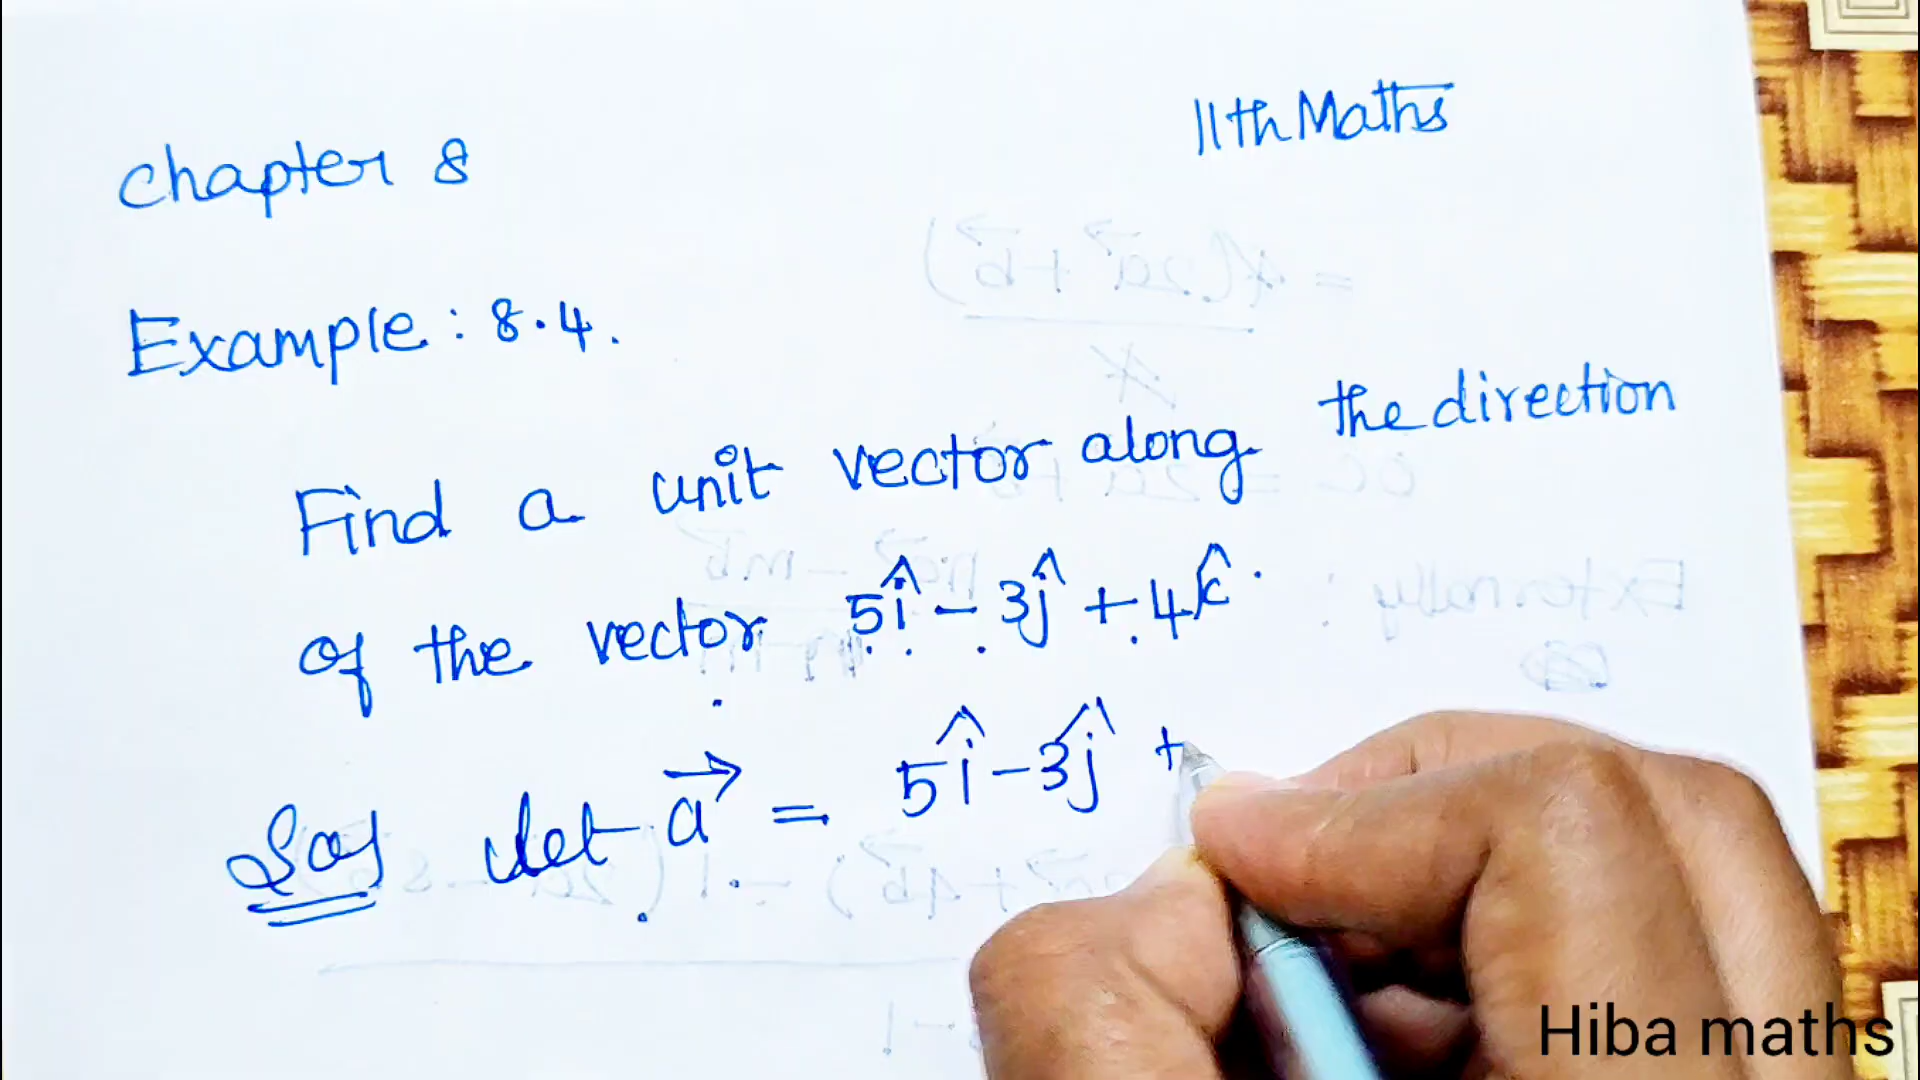 11th Maths
Chapter 8
Example : 8.4.
Find a unit vector along the direction
of the vector 5î - 3ĵ + 4k̂.
Sol let a⃗ = 5î - 3ĵ +
Hiba maths